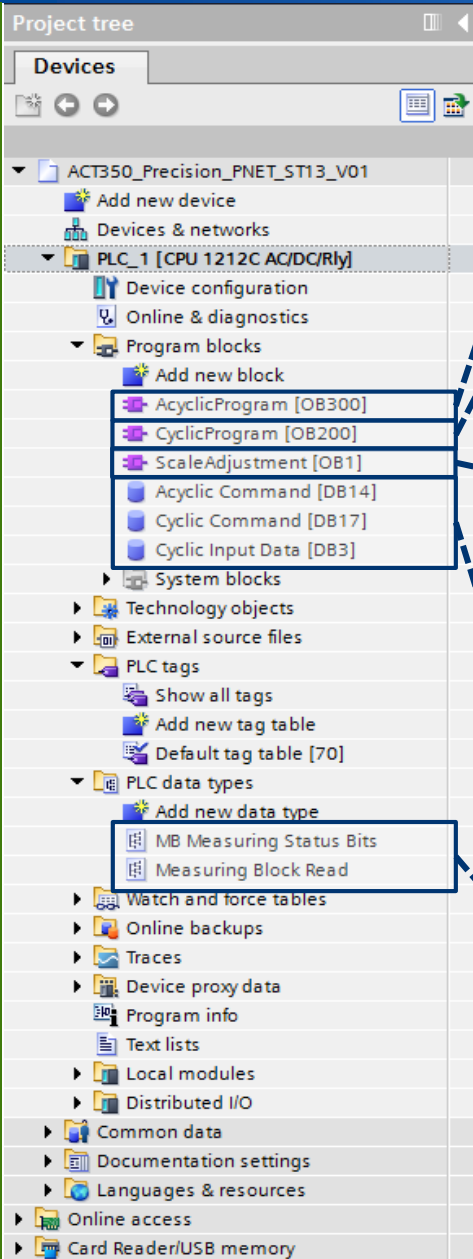 Project tree
Devices
ACT350_Precision_PNET_ST13_V01
Add new device
Devices & networks
PLC_1 [CPU 1212C AC/DC/Rly]
Device configuration
Online & diagnostics
Program blocks
Add new block
AcyclicProgram [OB300]
CyclicProgram [OB200]
ScaleAdjustment [OB1]
Acyclic Command [DB14]
Cyclic Command [DB17]
Cyclic Input Data [DB3]
System blocks
Technology objects
External source files
PLC tags
Show all tags
Add new tag table
Default tag table [70]
PLC data types
Add new data type
MB Measuring Status Bits
Measuring Block Read
Watch and force tables
Online backups
Traces
Device proxy data
Program info
Text lists
Local modules
Distributed I/O
Common data
Documentation settings
Languages & resources
Online access
Card Reader/USB memory